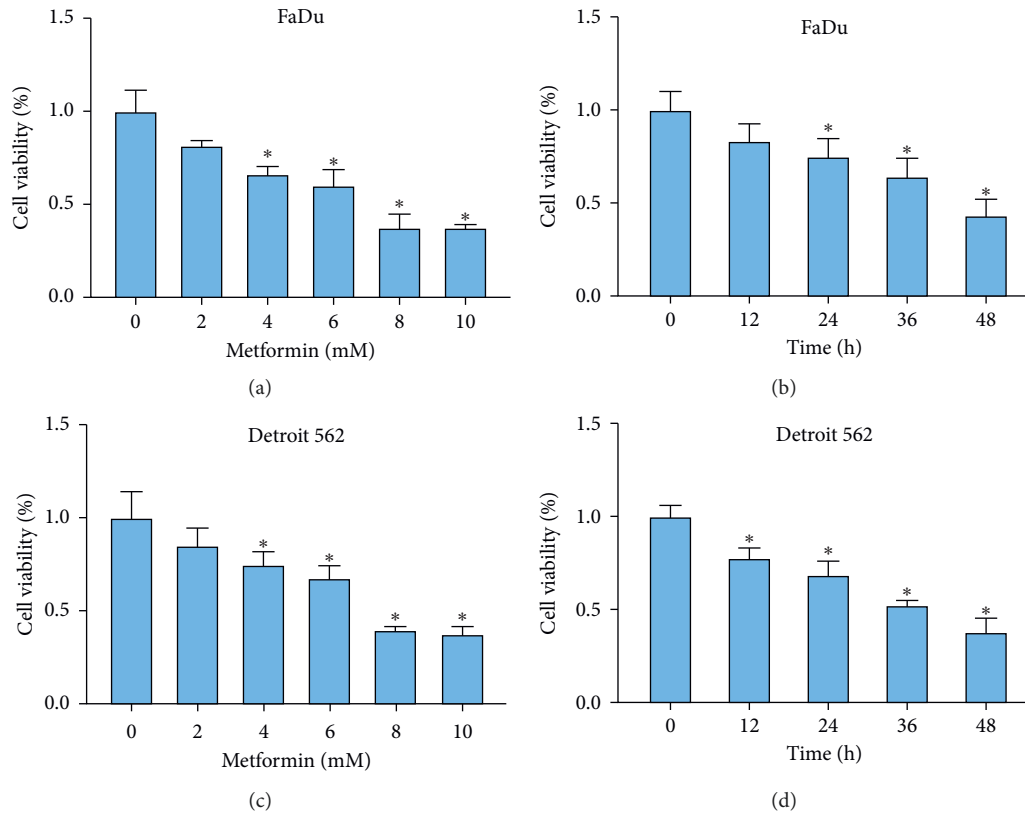 FaDu
1.5
1.0
0.5
0.0
Cell viability (%)
* * * *
0 2 4 6 8 10
Metformin (mM)
(a)
FaDu
1.5
1.0
0.5
0.0
Cell viability (%)
* * *
0 12 24 36 48
Time (h)
(b)
Detroit 562
1.5
1.0
0.5
0.0
Cell viability (%)
* * * *
0 2 4 6 8 10
Metformin (mM)
(c)
Detroit 562
1.5
1.0
0.5
0.0
Cell viability (%)
* * * *
0 12 24 36 48
Time (h)
(d)